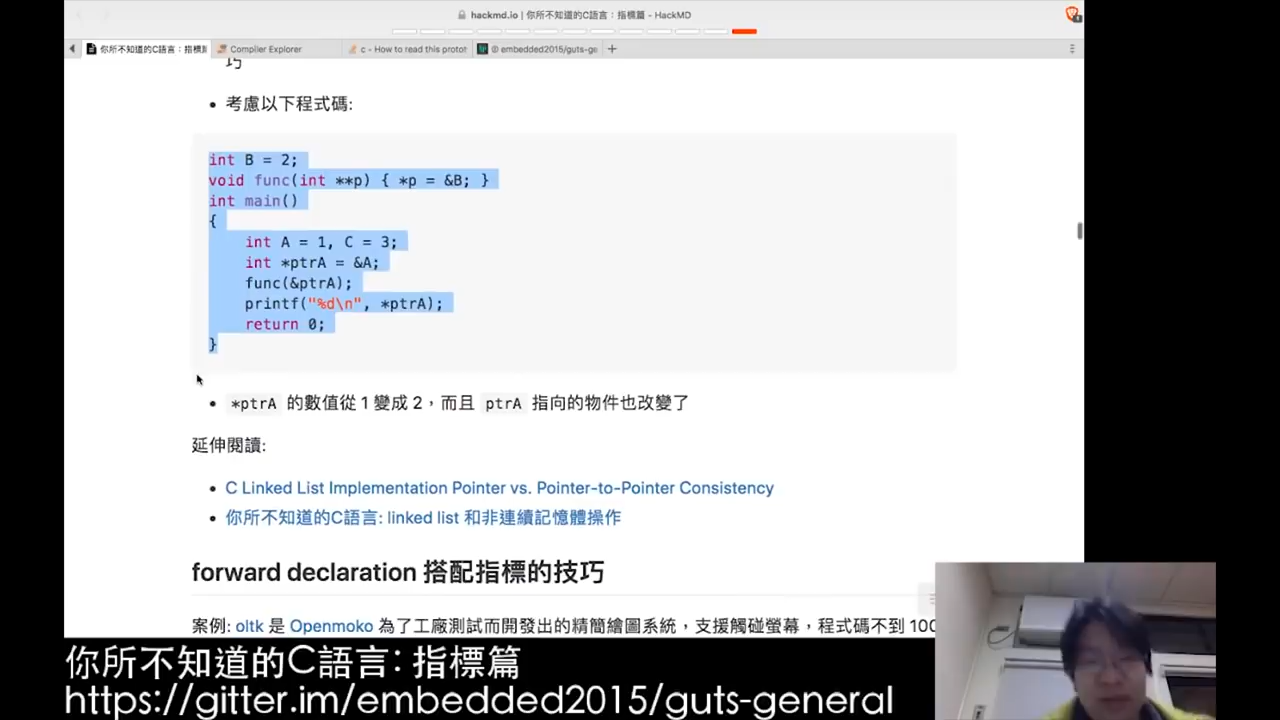 hackmd.io | 你所不知道的C語言：指標篇 - HackMD
你所不知道的C語言：指標
Compiler Explorer
c - How to read this protot
embedded2015/guts-ge
巧
考慮以下程式碼:
int B = 2;
void func(int **p) { *p = &B; }
int main()
{
int A = 1, C = 3;
int *ptrA = &A;
func(&ptrA);
printf("%d\n", *ptrA);
return 0;
}
*ptrA 的數值從 1 變成 2，而且 ptrA 指向的物件也改變了
延伸閱讀:
C Linked List Implementation Pointer vs. Pointer-to-Pointer Consistency
你所不知道的C語言: linked list 和非連續記憶體操作
forward declaration 搭配指標的技巧
案例: oltk 是 Openmoko 為了工廠測試而開發出的精簡繪圖系統，支援觸碰螢幕，程式碼不到 100
你所不知道的C語言: 指標篇
https://gitter.im/embedded2015/guts-general